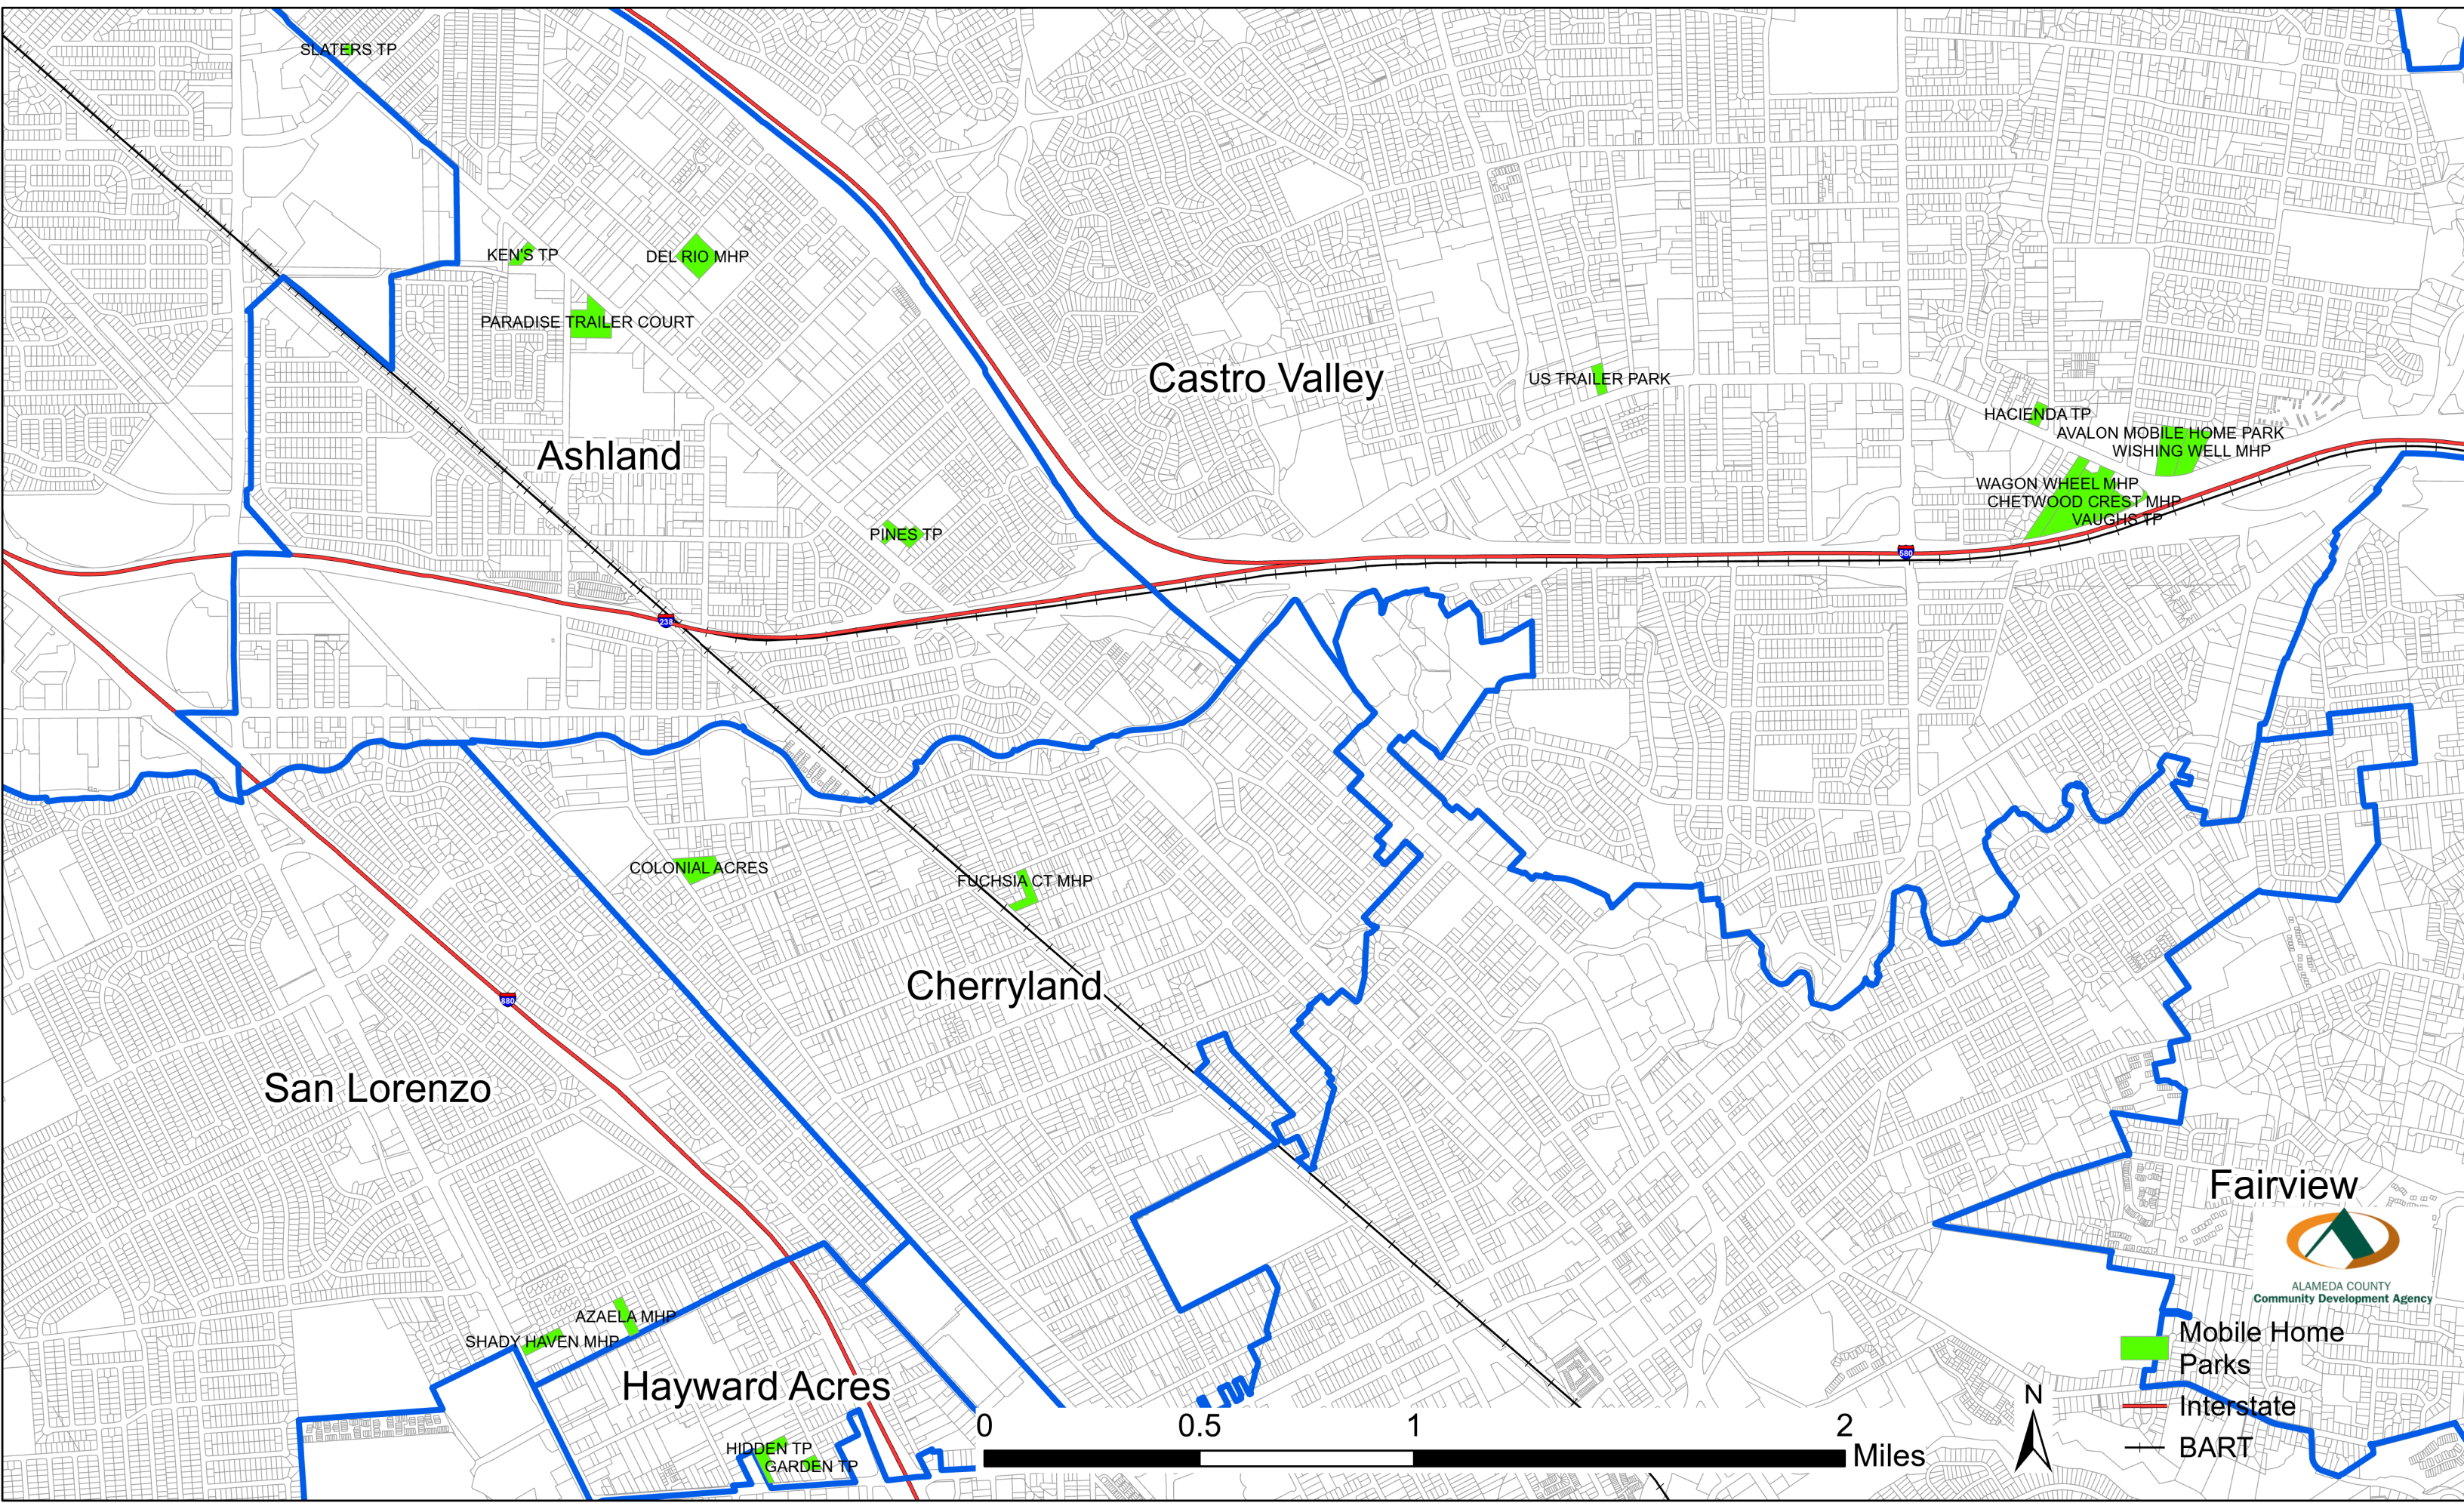 SLATERS TP
KEN'S TP
DEL RIO MHP
PARADISE TRAILER COURT
Castro Valley
US TRAILER PARK
HACIENDA TP
AVALON MOBILE HOME PARK
WISHING WELL MHP
Ashland
WAGON WHEEL MHP
CHETWOOD CREST MHP
VAUGHS TP
PINES TP
580
238
COLONIAL ACRES
FUCHSIA CT MHP
Cherryland
880
San Lorenzo
Fairview
ALAMEDA COUNTY
Community Development Agency
AZAELA MHP
SHADY HAVEN MHP
Hayward Acres
HIDDEN TP
GARDEN TP
0 0.5 1 2
Miles
N
Mobile Home
Parks
Interstate
BART